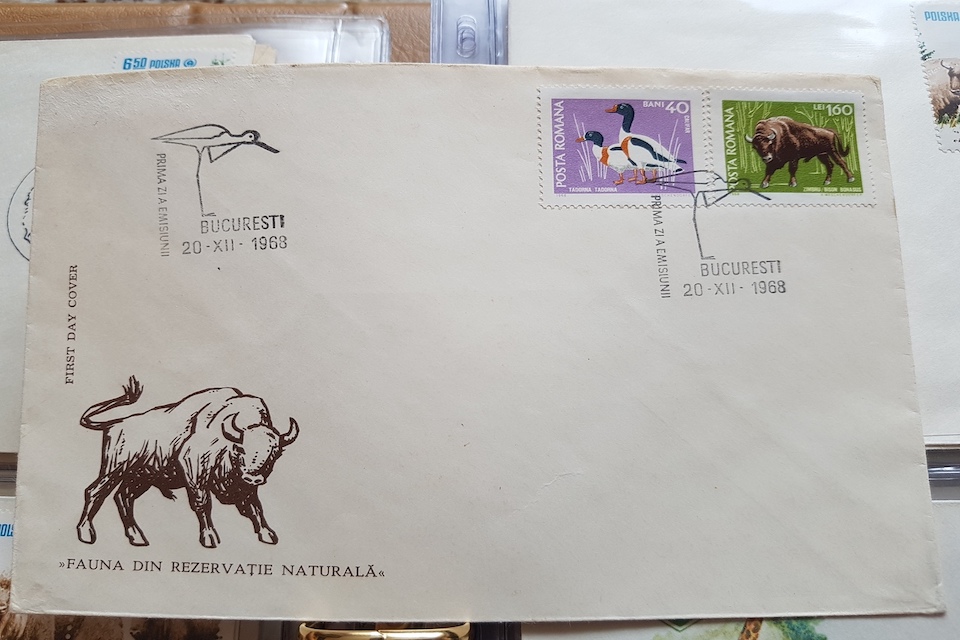 6.50 POLSKA
POLSKA
PRIMA ZI A EMISIUNII
BUCURESTI
20-XII-1968
FIRST DAY COVER
POSTA ROMANA
BANI 40
TADORNA TADORNA
POSTA ROMANA
LEI 1·60
ZIMBRU / BISON BONASUS
PRIMA ZI A EMISIUNII
BUCURESTI
20-XII-1968
»FAUNA DIN REZERVAȚIE NATURALĂ«